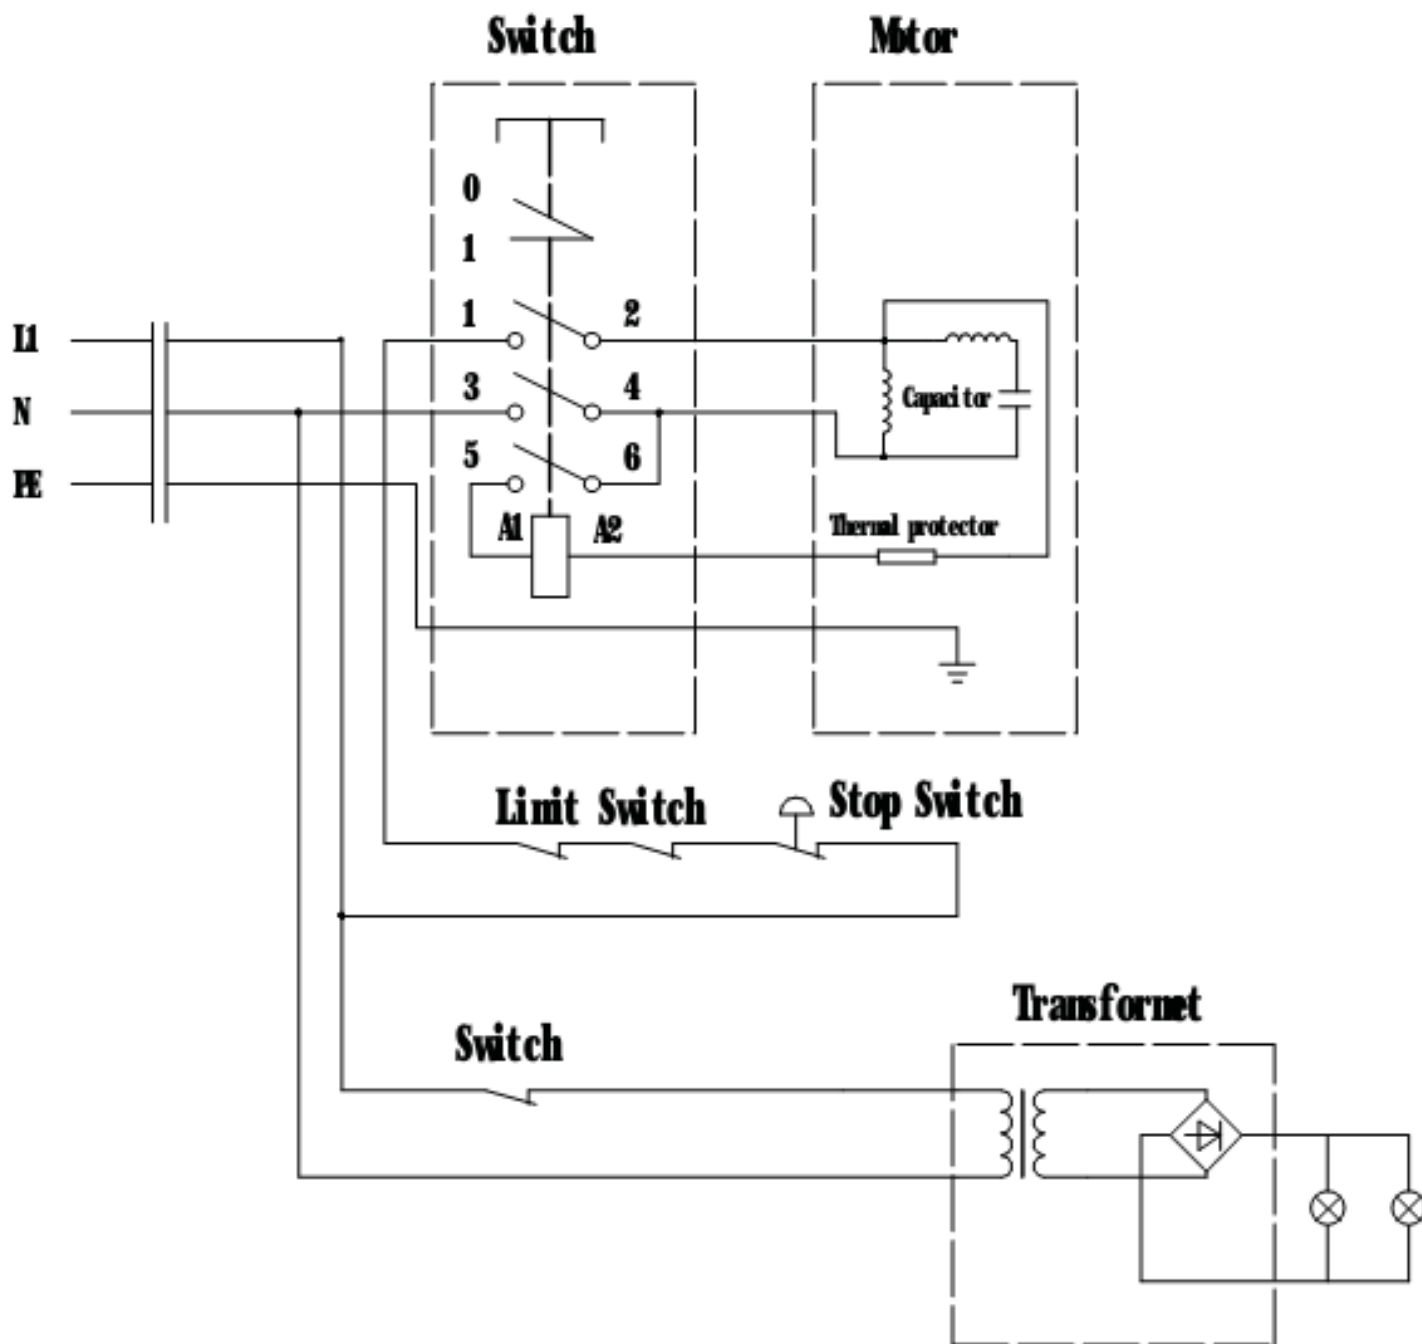 Switch Motor
0
1
1 2
L1
3 4
N
Capacitor
5 6
PE
A1 A2
Thermal protector
Limit Switch Stop Switch
Transfornet
Switch